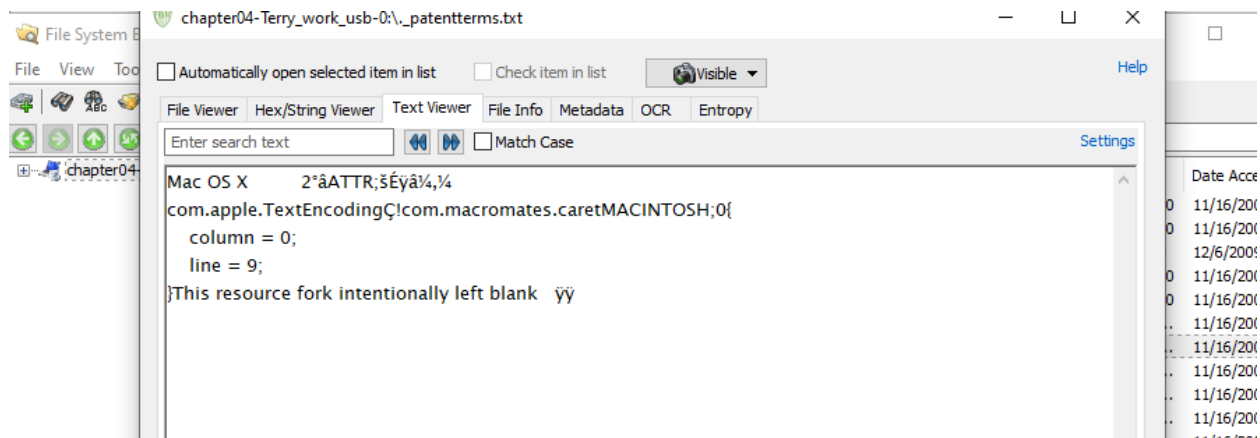 chapter04-Terry_work_usb-0:\._patentterms.txt
File System E
File View Too
Automatically open selected item in list Check item in list Visible Help
File Viewer Hex/String Viewer Text Viewer File Info Metadata OCR Entropy
Enter search text Match Case Settings
chapter04-
Mac OS X 2°âATTR;šÉÿâ¼‚¼
com.apple.TextEncodingÇ!com.macromates.caretMACINTOSH;0{
column = 0;
line = 9;
}This resource fork intentionally left blank ÿÿ
Date Acce
0 11/16/200
0 11/16/200
12/6/2009
0 11/16/200
0 11/16/200
.. 11/16/200
.. 11/16/200
.. 11/16/200
.. 11/16/200
.. 11/16/200